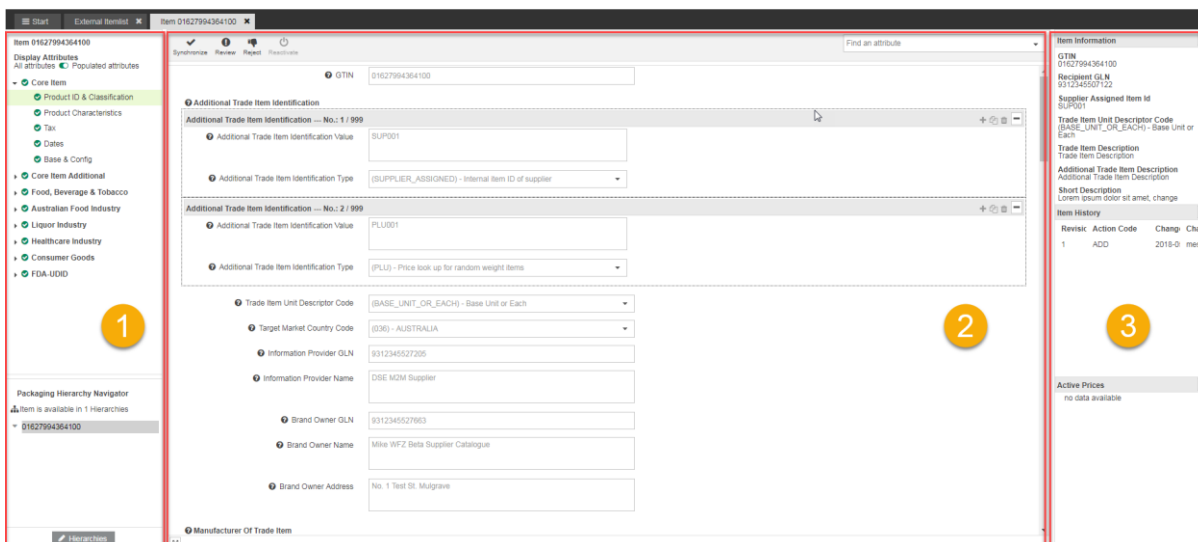 Start
External Itemlist
Item 01627994364100
Item 01627994364100
Display Attributes
All attributes Populated attributes
Core Item
Product ID & Classification
Product Characteristics
Tax
Dates
Base & Config
Core Item Additional
Food, Beverage & Tobacco
Australian Food Industry
Liquor Industry
Healthcare Industry
Consumer Goods
FDA-UDID
1
Packaging Hierarchy Navigator
Item is available in 1 Hierarchies
01627994364100
Hierarchies
Synchronize Review Reject Reactivate
Find an attribute
GTIN 01627994364100
Additional Trade Item Identification
Additional Trade Item Identification — No.: 1 / 999
Additional Trade Item Identification Value SUP001
Additional Trade Item Identification Type (SUPPLIER_ASSIGNED) - Internal Item ID of supplier
Additional Trade Item Identification — No.: 2 / 999
Additional Trade Item Identification Value PLU001
Additional Trade Item Identification Type (PLU) - Price look up for random weight items
Trade Item Unit Descriptor Code (BASE_UNIT_OR_EACH) - Base Unit or Each
Target Market Country Code (036) - AUSTRALIA
Information Provider GLN 9312345527205
Information Provider Name DSE M2M Supplier
Brand Owner GLN 9312345527663
Brand Owner Name Mike WFZ Beta Supplier Catalogue
Brand Owner Address No. 1 Test St. Mulgrave
Manufacturer Of Trade Item
2
Item Information
GTIN
01627994364100
Recipient GLN
9312345507122
Supplier Assigned Item Id
SUP001
Trade Item Unit Descriptor Code
(BASE_UNIT_OR_EACH) - Base Unit or
Each
Trade Item Description
Trade Item Description
Additional Trade Item Description
Additional Trade Item Description
Short Description
Lorem ipsum dolor sit amet, change
Item History
Revisic Action Code Chang Cha
1 ADD 2018-0 mer
3
Active Prices
no data available